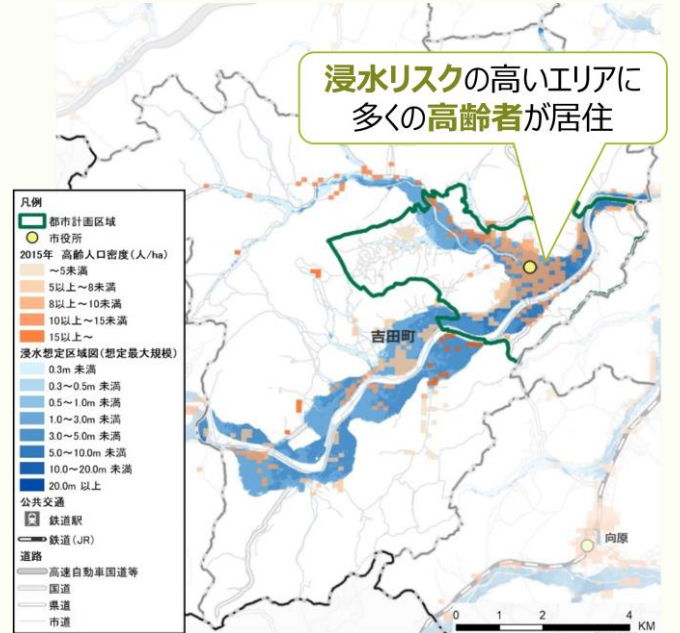 浸水リスクの高いエリアに
多くの高齢者が居住
凡例
都市計画区域
市役所
2015年 高齢人口密度(人/ha)
～5未満
5以上～8未満
8以上～10未満
10以上～15未満
15以上～
浸水想定区域図(想定最大規模)
0.3m 未満
0.3～0.5m 未満
0.5～1.0m 未満
1.0～3.0m 未満
3.0～5.0m 未満
5.0～10.0m 未満
10.0～20.0m 未満
20.0m 以上
公共交通
鉄道駅
鉄道(JR)
道路
高速自動車国道等
国道
県道
市道
吉田町
向原
0 1 2 4
KM